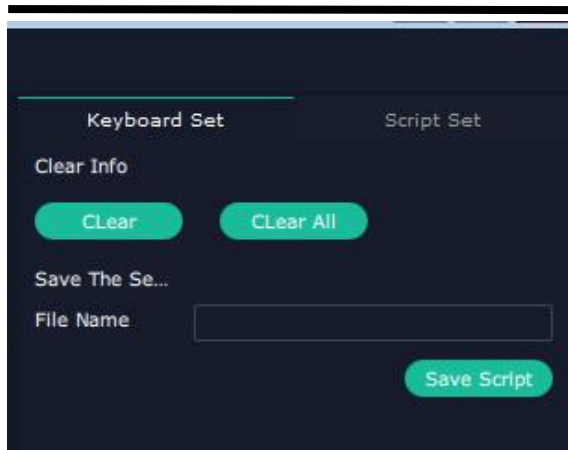 Keyboard Set Script Set
Clear Info
CLear CLear All
Save The Se...
File Name
Save Script